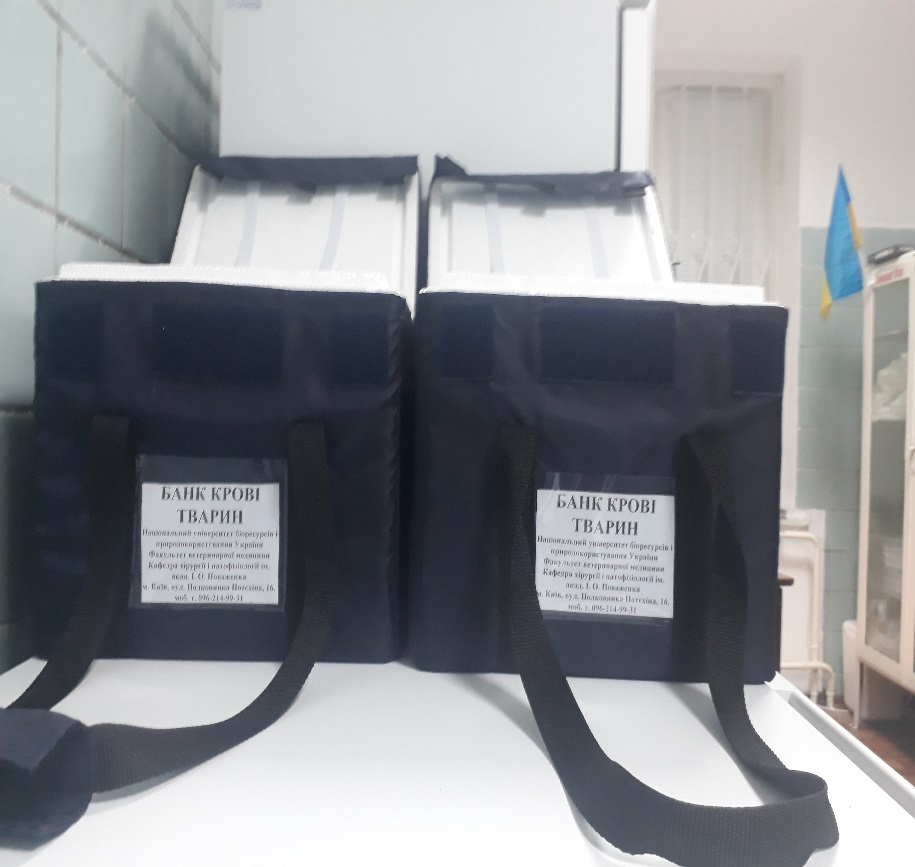 БАНК КРОВІ
ТВАРИН
Національний університет біоресурсів і
природокористування України
Факультет ветеринарної медицини
Кафедра хірургії і патофізіології ім.
акад. І. О. Поваженка
м. Київ, вул. Полковника Потєхіна, 16.
моб. т. 096-214-99-31
БАНК КРОВІ
ТВАРИН
Національний університет біоресурсів і
природокористування України
Факультет ветеринарної медицини
Кафедра хірургії і патофізіології ім.
акад. І. О. Поваженка
м. Київ, вул. Полковника Потєхіна, 16.
моб. т. 096-214-99-31